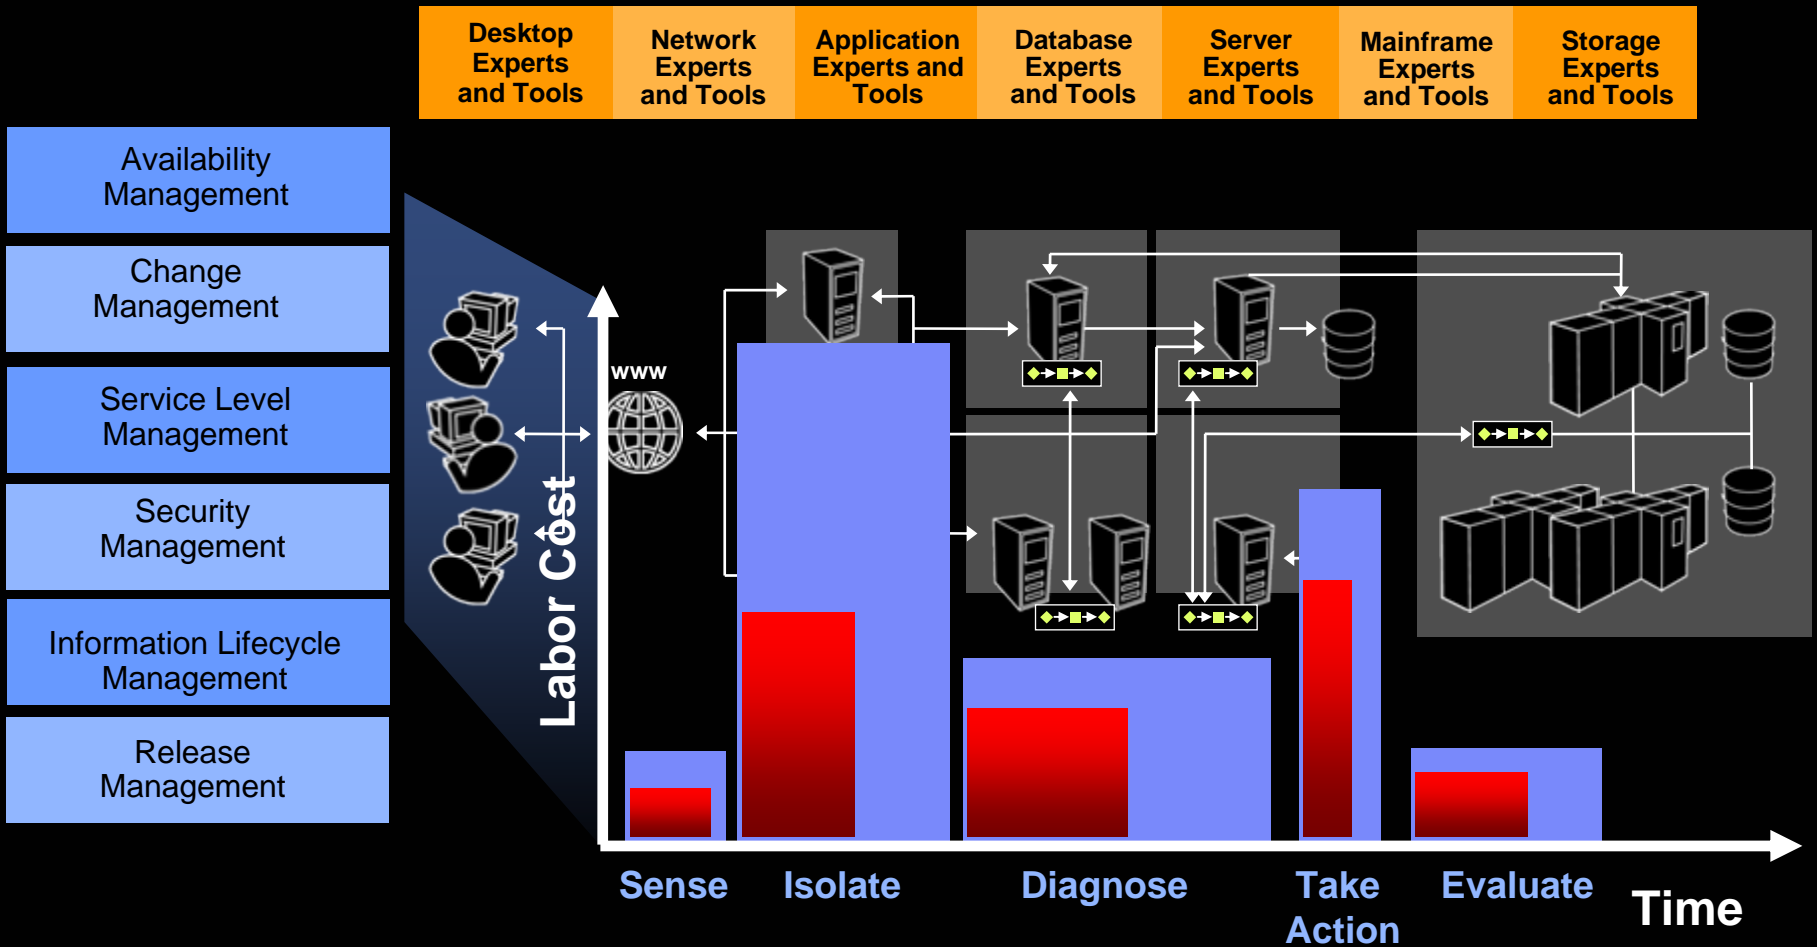 Desktop
Experts
and Tools
Network
Experts
and Tools
Application
Experts and
Tools
Database
Experts
and Tools
Server
Experts
and Tools
Mainframe
Experts
and Tools
Storage
Experts
and Tools
Availability
Management
Change
Management
Service Level
Management
Security
Management
Information Lifecycle
Management
Release
Management
www
Labor Cost
Sense
Isolate
Diagnose
Take
Action
Evaluate
Time